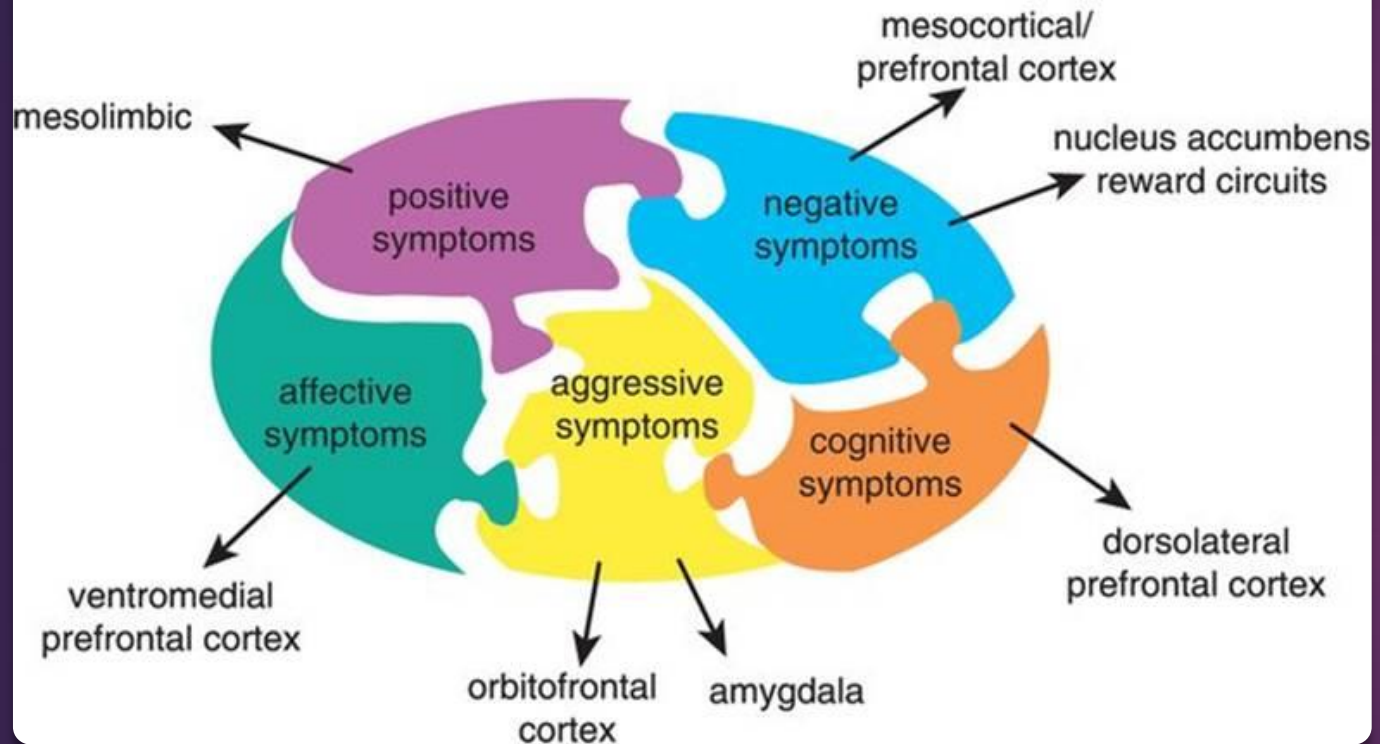 mesocortical/
prefrontal cortex
mesolimbic
nucleus accumbens
reward circuits
positive
symptoms
negative
symptoms
affective
symptoms
aggressive
symptoms
cognitive
symptoms
dorsolateral
prefrontal cortex
ventromedial
prefrontal cortex
orbitofrontal
cortex
amygdala